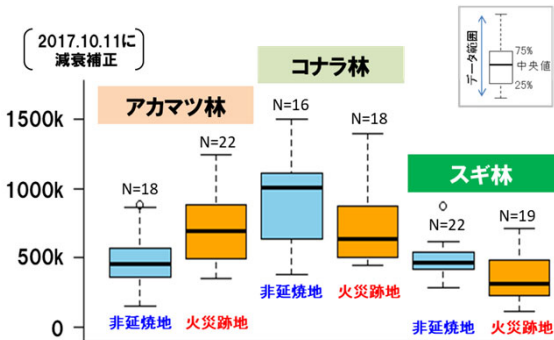 2017.10.11に
減衰補正
データ範囲
75%
中央値
25%
コナラ林
アカマツ林
スギ林
1500k
1000k
500k
0
N=18
N=22
N=16
N=18
N=22
N=19
非延焼地
火災跡地
非延焼地
火災跡地
非延焼地
火災跡地